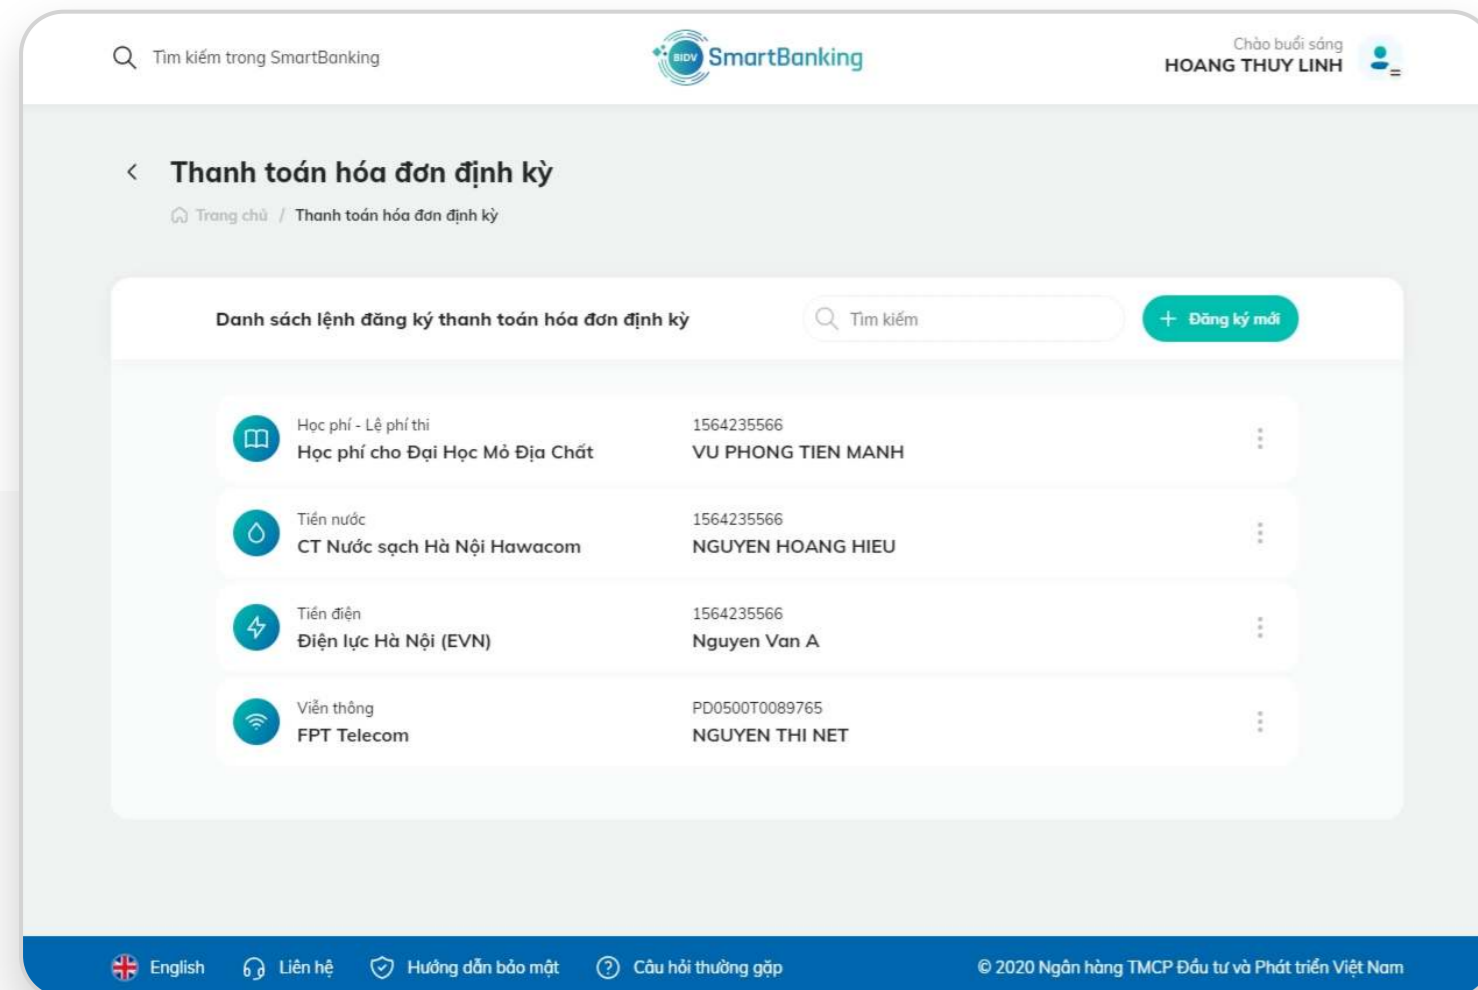 Tìm kiếm trong SmartBanking
BIDV SmartBanking
Chào buổi sáng
HOANG THUY LINH
Thanh toán hóa đơn định kỳ
Trang chủ / Thanh toán hóa đơn định kỳ
Danh sách lệnh đăng ký thanh toán hóa đơn định kỳ
Tìm kiếm
+ Đăng ký mới
Học phí - Lệ phí thi
Học phí cho Đại Học Mỏ Địa Chất
1564235566
VU PHONG TIEN MANH
Tiền nước
CT Nước sạch Hà Nội Hawacom
1564235566
NGUYEN HOANG HIEU
Tiền điện
Điện lực Hà Nội (EVN)
1564235566
Nguyen Van A
Viễn thông
FPT Telecom
PD0500T0089765
NGUYEN THI NET
English
Liên hệ
Hướng dẫn bảo mật
Câu hỏi thường gặp
© 2020 Ngân hàng TMCP Đầu tư và Phát triển Việt Nam